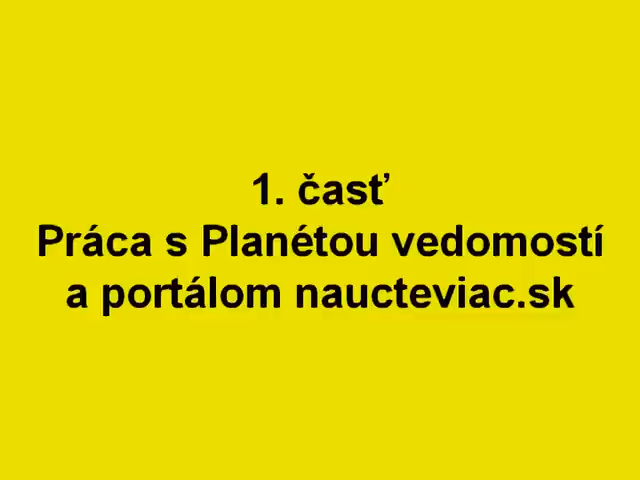 1. časť
Práca s Planétou vedomostí
a portálom naucteviac.sk